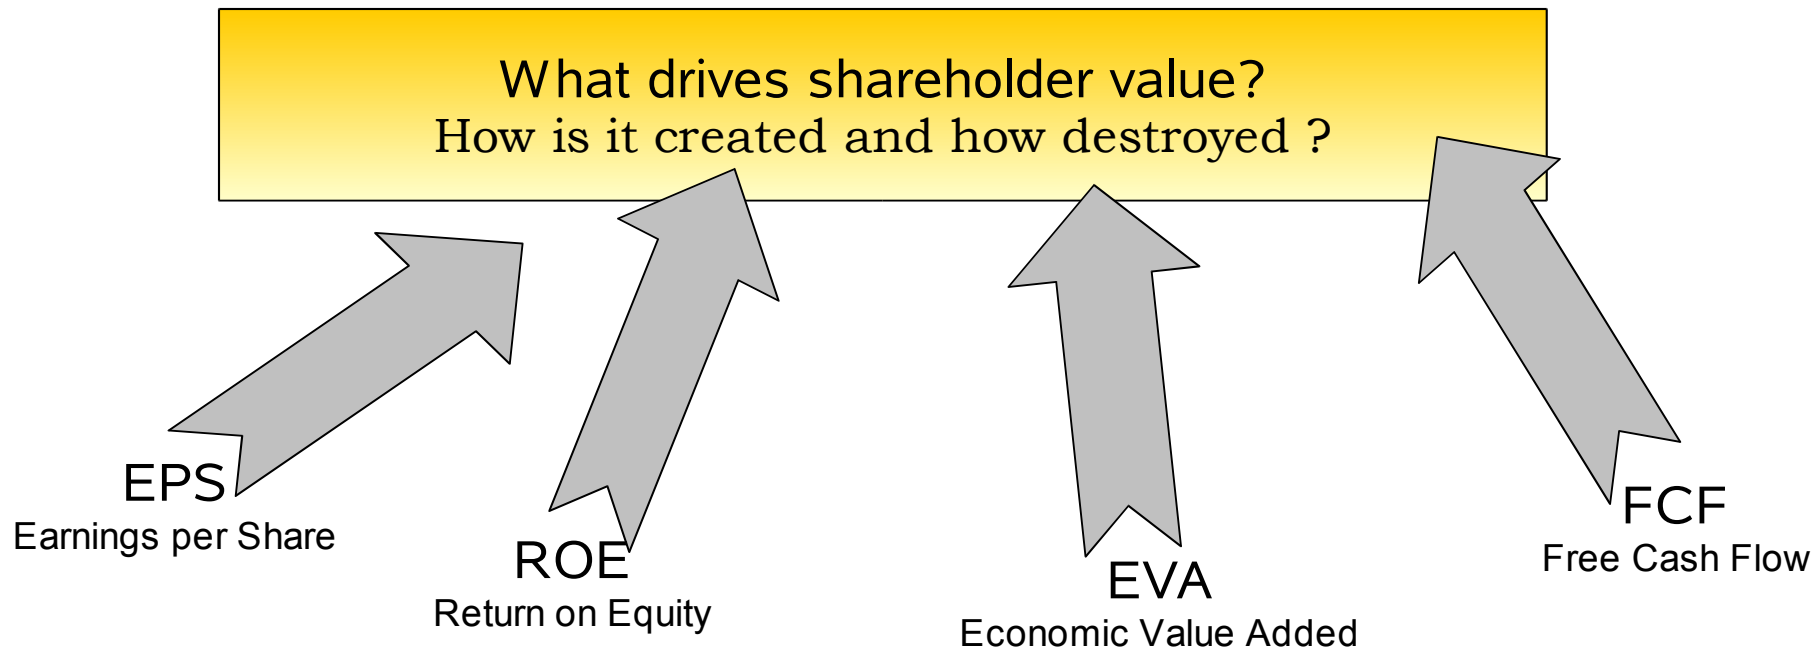 What drives shareholder value?
How is it created and how destroyed ?
EPS
Earnings per Share
ROE
Return on Equity
EVA
Economic Value Added
FCF
Free Cash Flow